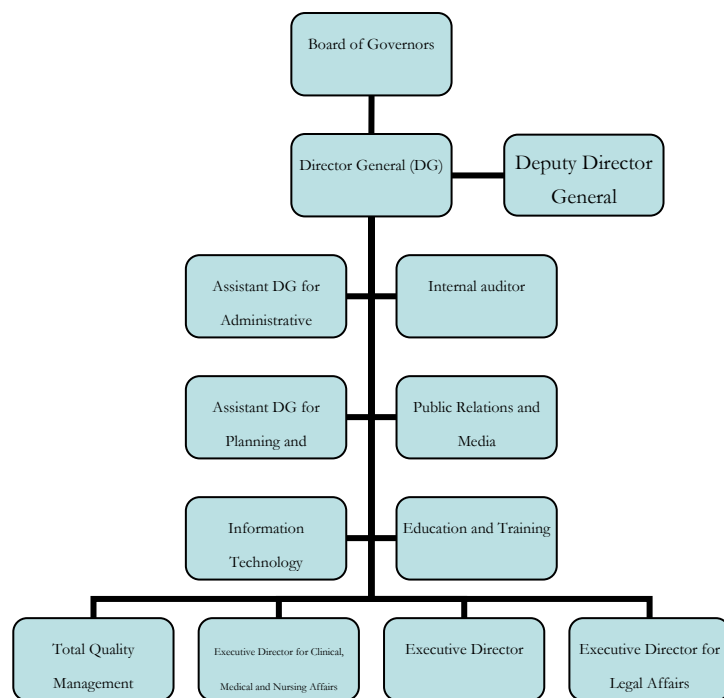 Board of Governors
Director General (DG)
Deputy Director
General
Assistant DG for
Administrative
Internal auditor
Assistant DG for
Planning and
Public Relations and
Media
Information
Technology
Education and Training
Total Quality
Management
Executive Director for Clinical,
Medical and Nursing Affairs
Executive Director
Executive Director for
Legal Affairs